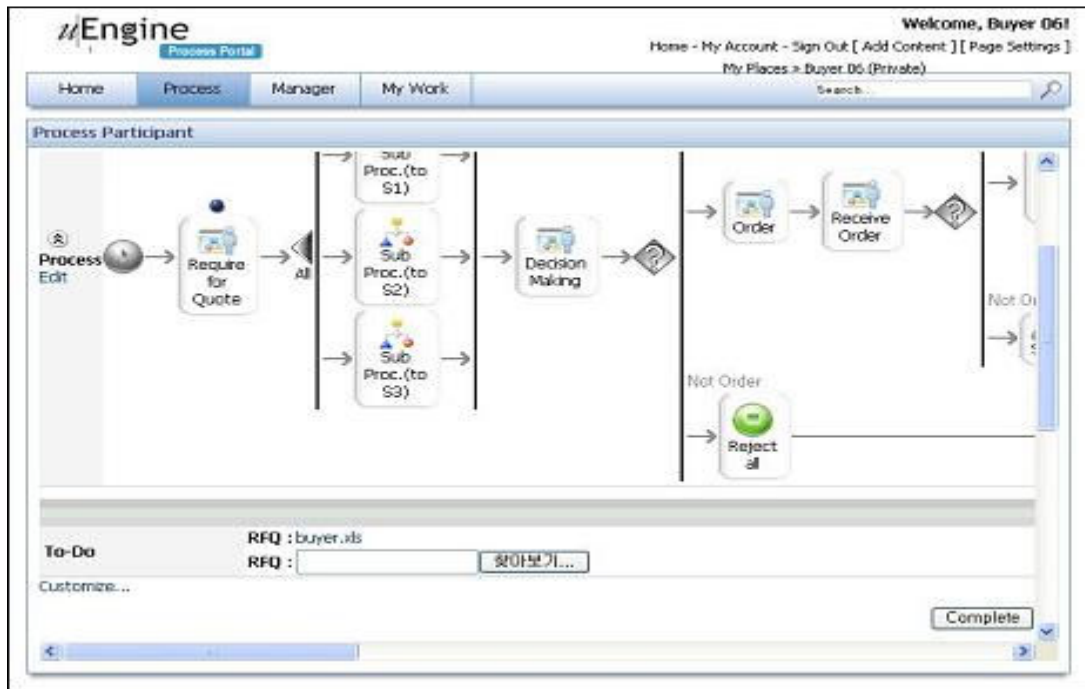 uEngine
Process Portal
Welcome, Buyer 06!
Home - My Account - Sign Out [ Add Content ] [ Page Settings ]
My Places > Buyer 06 (Private)
Home Process Manager My Work Search...
Process Participant
Process
Edit
Require for Quote
All
Sub Proc.(to S1)
Sub Proc.(to S2)
Sub Proc.(to S3)
Decision Making
Order
Receive Order
Not Or
Not Order
Reject all
To-Do
RFQ : buyer.xls
RFQ : 찾아보기...
Customize...
Complete